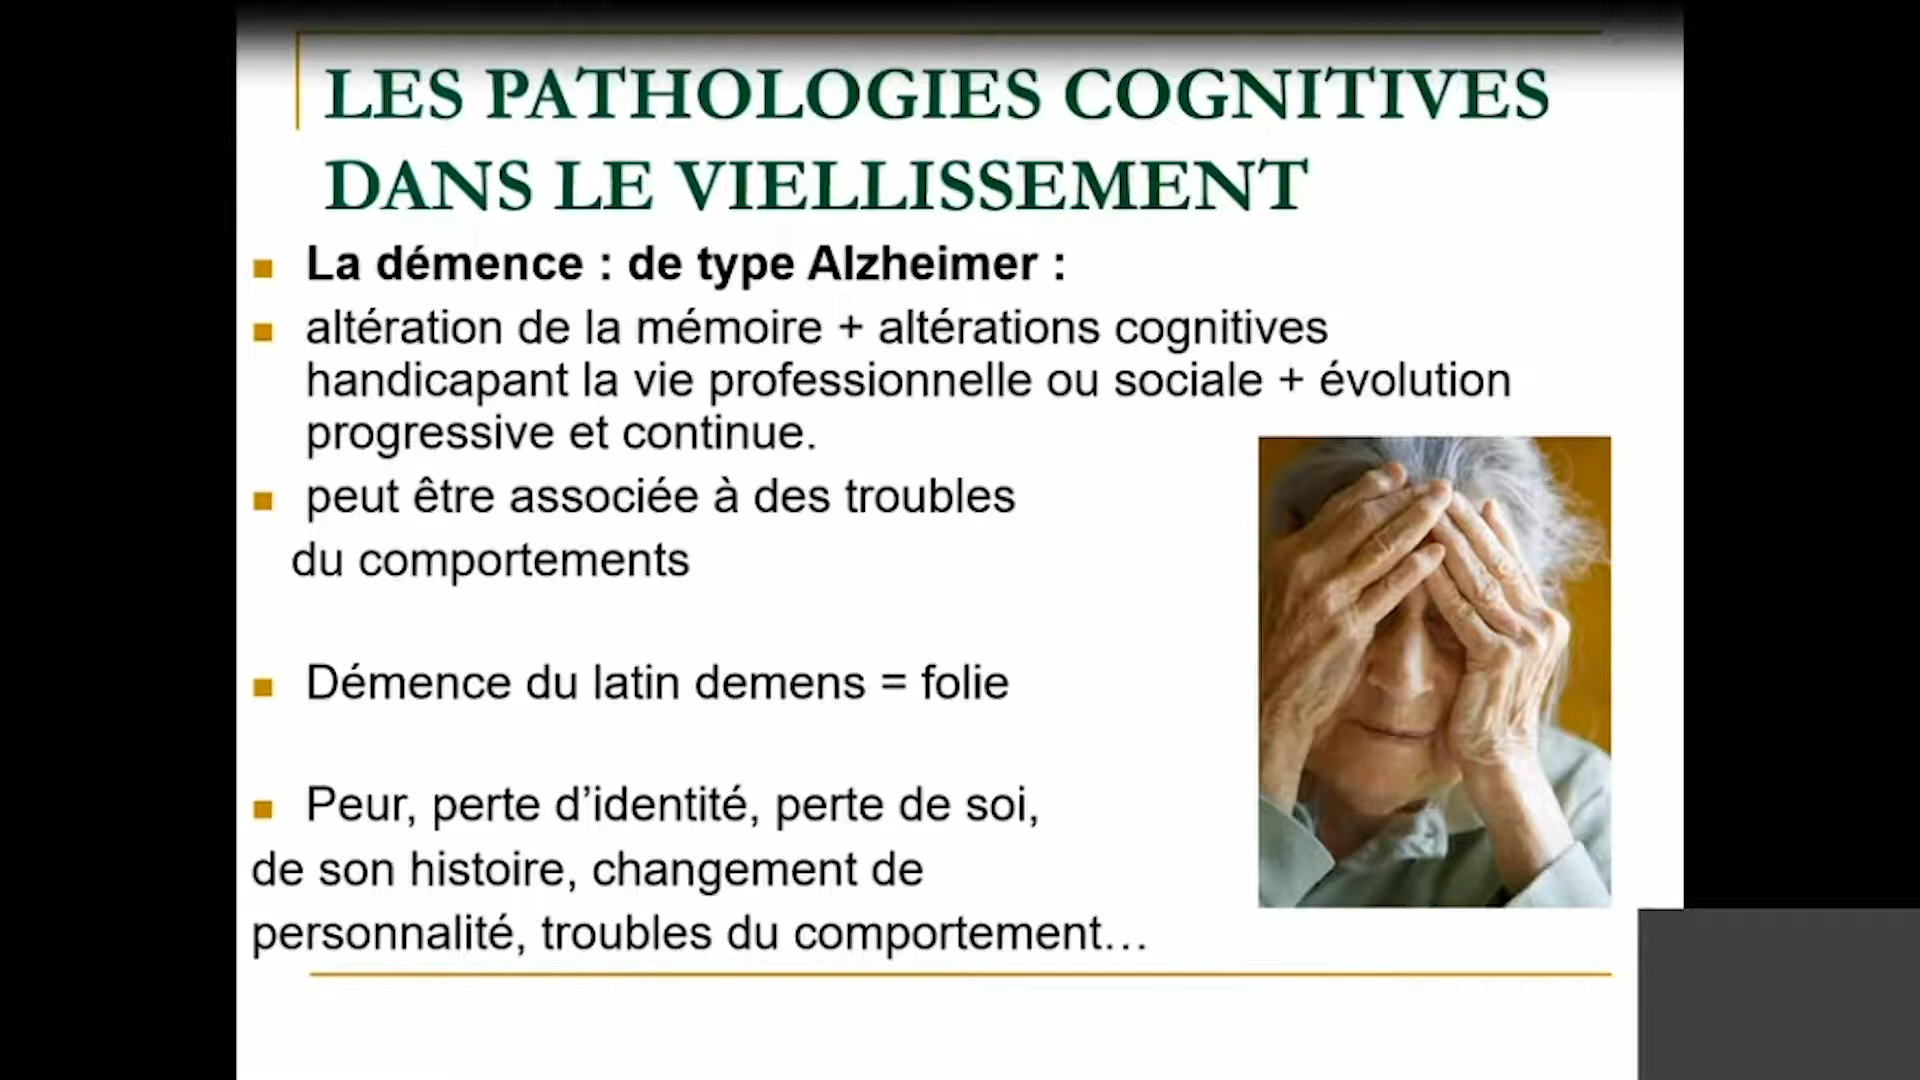 LES PATHOLOGIES COGNITIVES
DANS LE VIELLISSEMENT
La démence : de type Alzheimer :
altération de la mémoire + altérations cognitives
handicapant la vie professionnelle ou sociale + évolution
progressive et continue.
peut être associée à des troubles
du comportements
Démence du latin demens = folie
Peur, perte d’identité, perte de soi,
de son histoire, changement de
personnalité, troubles du comportement…